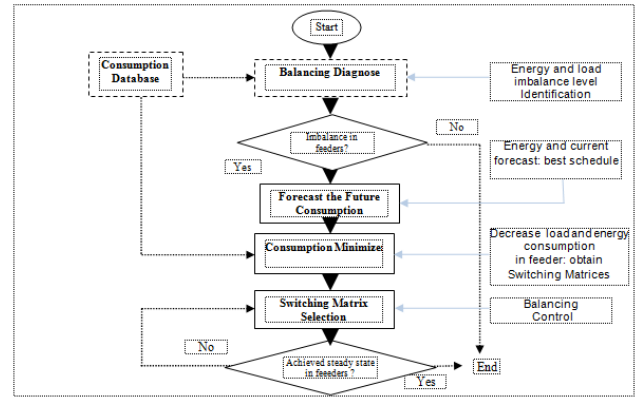 Start
Consumption
Database
Balancing Diagnose
Energy and load
imbalance level
Identification
Imbalance in
feeders?
No
Yes
Energy and current
forecast: best schedule
Forecast the Future
Consumption
Consumption Minimize
Decrease load and energy
consumption
in feeder: obtain
Switching Matrices
Switching Matrix
Selection
Balancing
Control
No
Achieved steady state
in feeeders ?
Yes
End